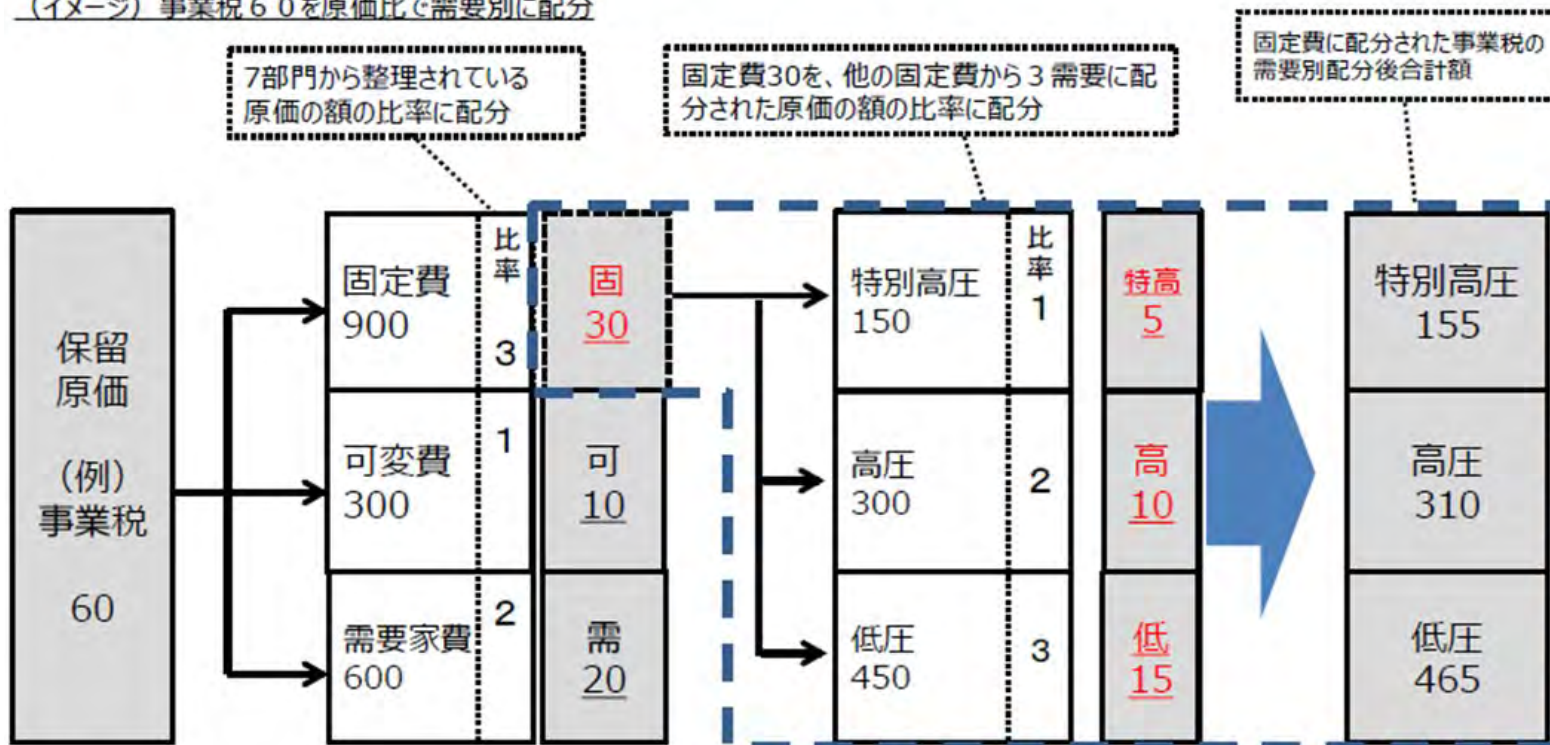 (イメージ)事業税60を原価比で需要別に配分
7部門から整理されている
原価の額の比率に配分
固定費30を、他の固定費から3需要に配
分された原価の額の比率に配分
固定費に配分された事業税の
需要別配分後合計額
保留
原価
(例)
事業税
60
固定費
900
比
率
3
固
30
可変費
300
1
可
10
需要家費
600
2
需
20
特別高圧
150
比
率
1
特高
5
高圧
300
2
高
10
低圧
450
3
低
15
特別高圧
155
高圧
310
低圧
465